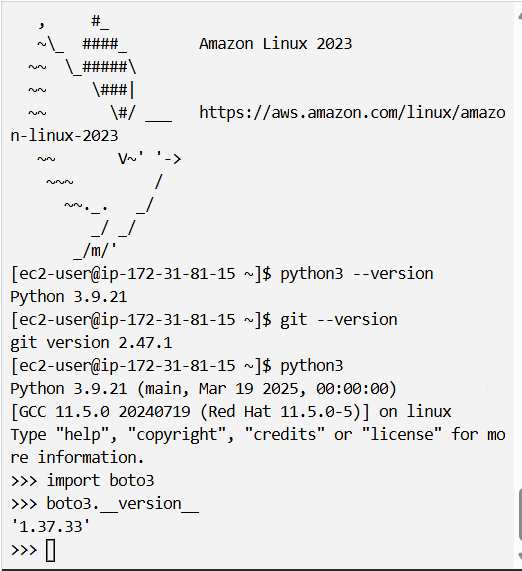 ,     #_
   ~\_  ####_        Amazon Linux 2023
  ~~  \_#####\
  ~~     \###|
  ~~       \#/ ___   https://aws.amazon.com/linux/amazo
n-linux-2023
   ~~       V~' '->
    ~~~         /
      ~~._.   _/
         _/ _/
       _/m/'
[ec2-user@ip-172-31-81-15 ~]$ python3 --version
Python 3.9.21
[ec2-user@ip-172-31-81-15 ~]$ git --version
git version 2.47.1
[ec2-user@ip-172-31-81-15 ~]$ python3
Python 3.9.21 (main, Mar 19 2025, 00:00:00)
[GCC 11.5.0 20240719 (Red Hat 11.5.0-5)] on linux
Type "help", "copyright", "credits" or "license" for mo
re information.
>>> import boto3
>>> boto3.__version__
'1.37.33'
>>>